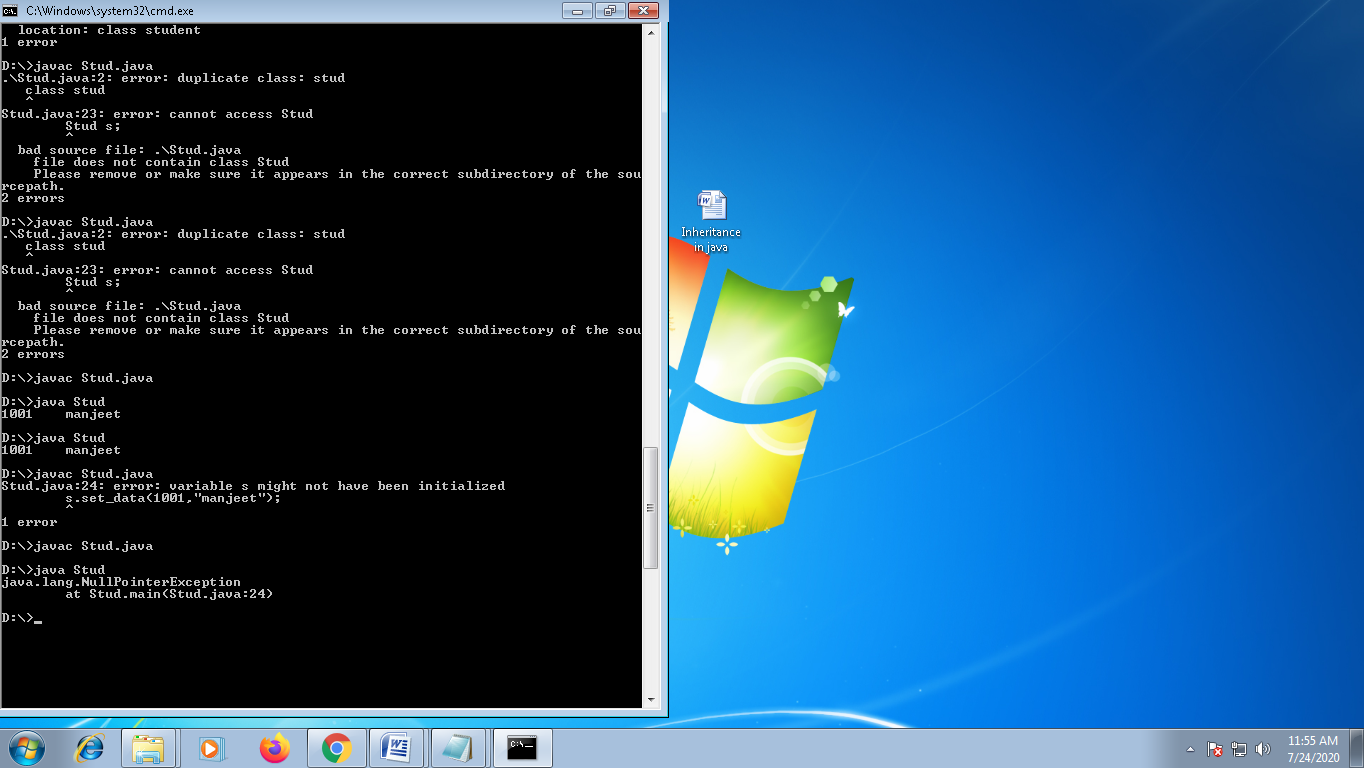 C:\Windows\system32\cmd.exe
location: class student
1 error
D:\>javac Stud.java
.\Stud.java:2: error: duplicate class: stud
class stud
^
Stud.java:23: error: cannot access Stud
Stud s;
^
bad source file: .\Stud.java
file does not contain class Stud
Please remove or make sure it appears in the correct subdirectory of the sou
rcepath.
2 errors
D:\>javac Stud.java
.\Stud.java:2: error: duplicate class: stud
class stud
^
Stud.java:23: error: cannot access Stud
Stud s;
^
bad source file: .\Stud.java
file does not contain class Stud
Please remove or make sure it appears in the correct subdirectory of the sou
rcepath.
2 errors
D:\>javac Stud.java
D:\>java Stud
1001 manjeet
D:\>java Stud
1001 manjeet
D:\>javac Stud.java
Stud.java:24: error: variable s might not have been initialized
s.set_data(1001,"manjeet");
^
1 error
D:\>javac Stud.java
D:\>java Stud
java.lang.NullPointerException
at Stud.main(Stud.java:24)
D:\>_
Inheritance
in java
11:55 AM
7/24/2020